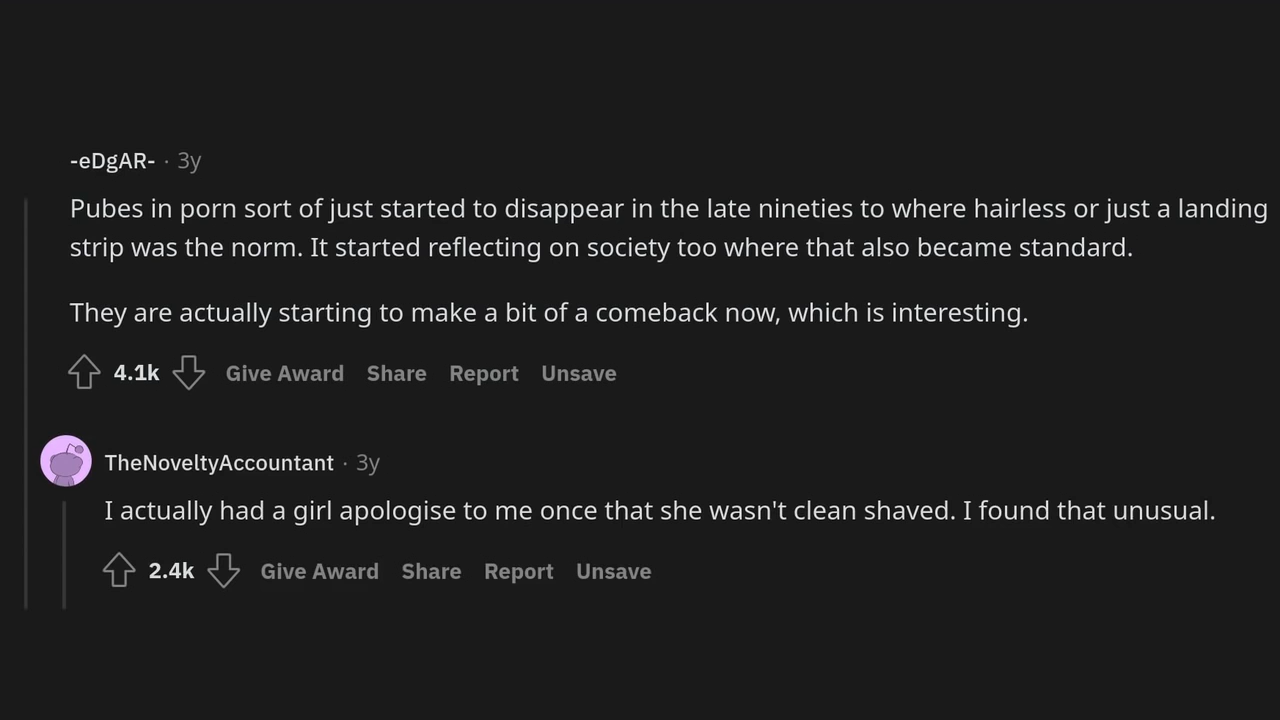 -eDgAR- · 3y
Pubes in porn sort of just started to disappear in the late nineties to where hairless or just a landing
strip was the norm. It started reflecting on society too where that also became standard.
They are actually starting to make a bit of a comeback now, which is interesting.
4.1k Give Award Share Report Unsave
TheNoveltyAccountant · 3y
I actually had a girl apologise to me once that she wasn't clean shaved. I found that unusual.
2.4k Give Award Share Report Unsave